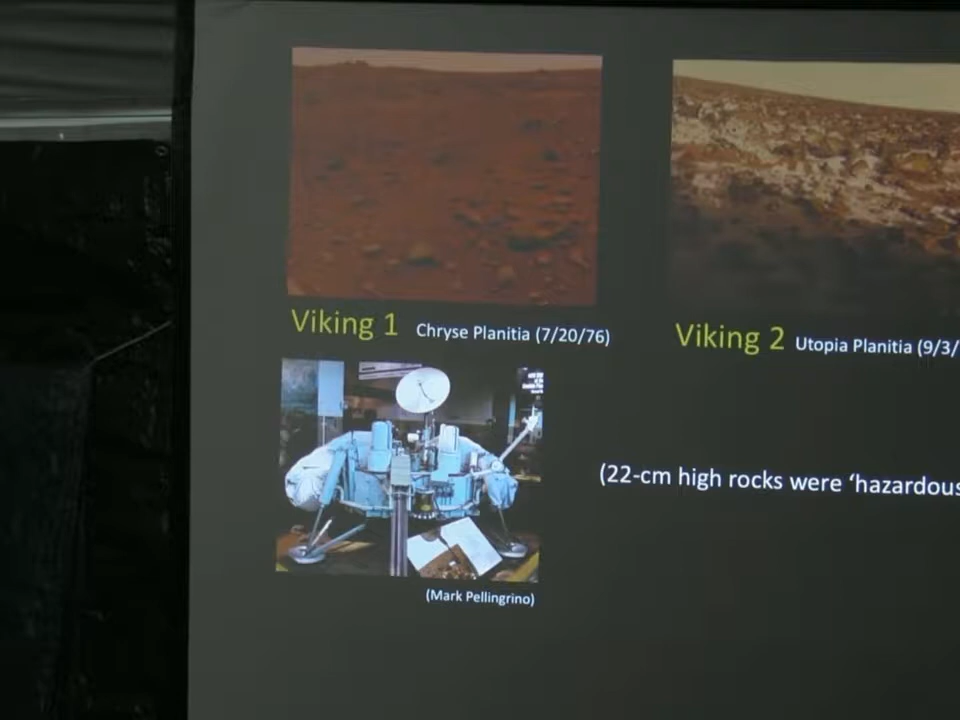 Viking 1 Chryse Planitia (7/20/76)
Viking 2 Utopia Planitia (9/3/
(22-cm high rocks were ‘hazardous
(Mark Pellingrino)